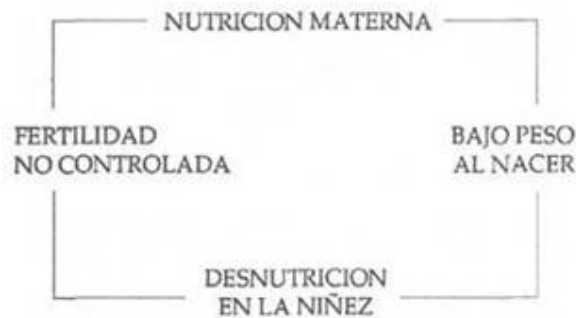 NUTRICION MATERNA
FERTILIDAD
NO CONTROLADA
BAJO PESO
AL NACER
DESNUTRICION
EN LA NIÑEZ